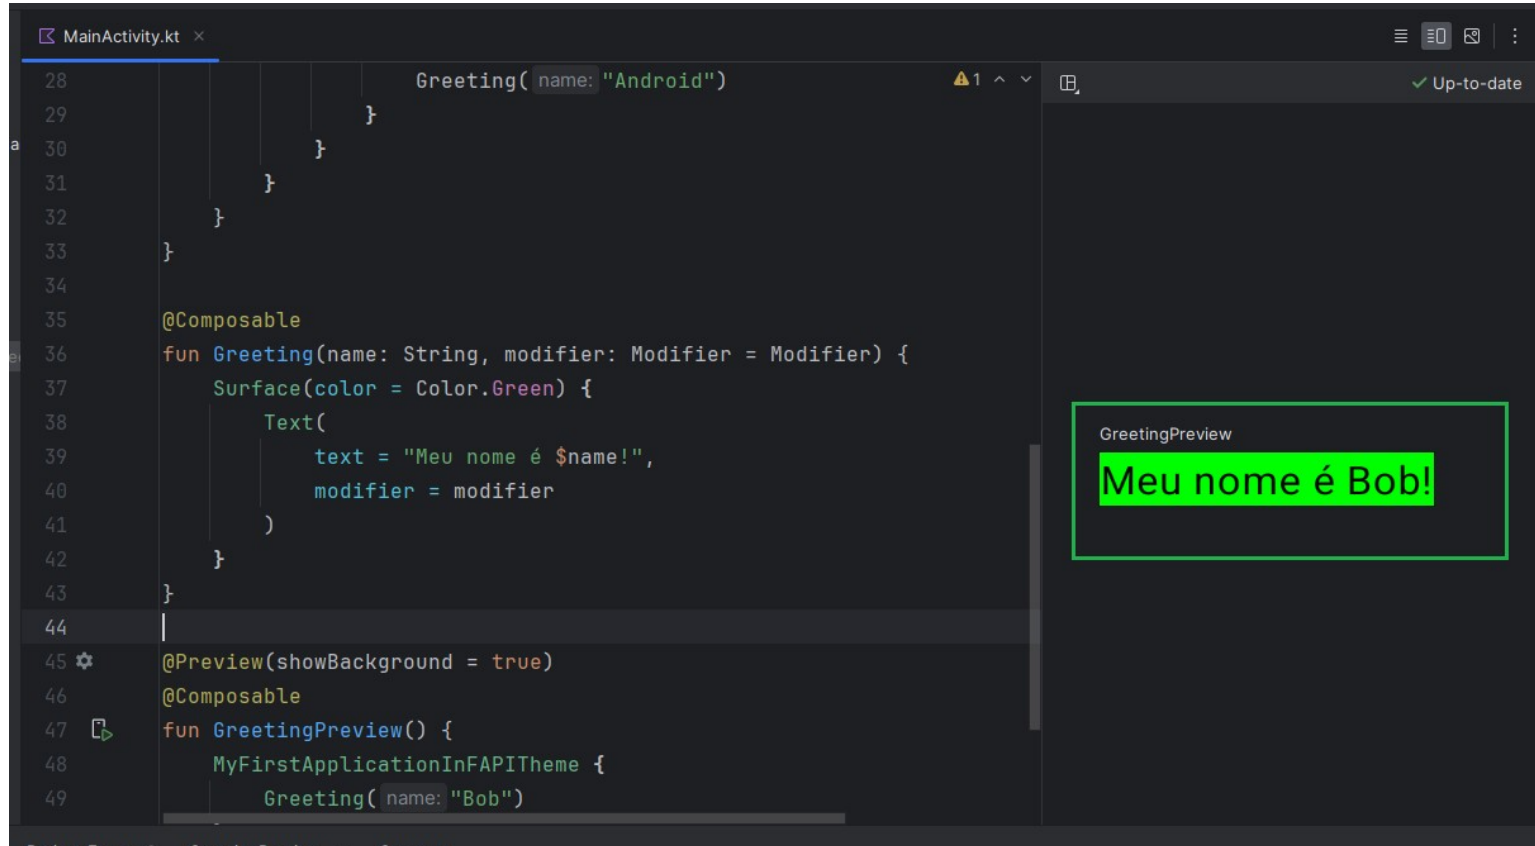 MainActivity.kt
28 Greeting( name: "Android")
1
Up-to-date
29 }
30 }
31 }
32 }
33 }
34
35 @Composable
36 fun Greeting(name: String, modifier: Modifier = Modifier) {
37 Surface(color = Color.Green) {
38 Text(
39 text = "Meu nome é $name!",
40 modifier = modifier
41 )
42 }
43 }
44
45 @Preview(showBackground = true)
46 @Composable
47 fun GreetingPreview() {
48 MyFirstApplicationInFAPITheme {
49 Greeting( name: "Bob")
GreetingPreview
Meu nome é Bob!